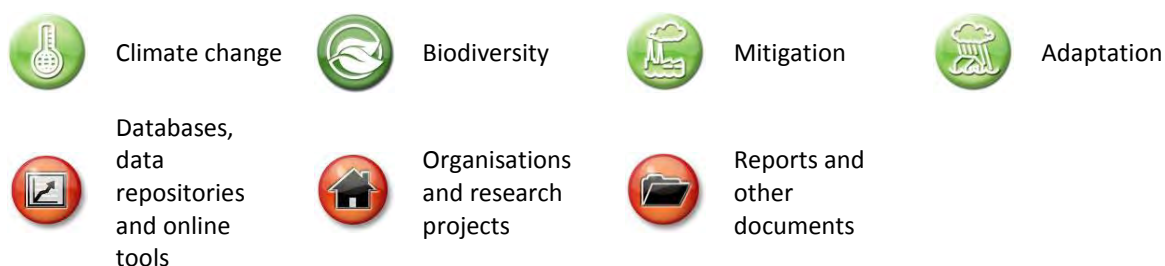 Climate change
Biodiversity
Mitigation
Adaptation
Databases,
data
repositories
and online
tools
Organisations
and research
projects
Reports and
other
documents